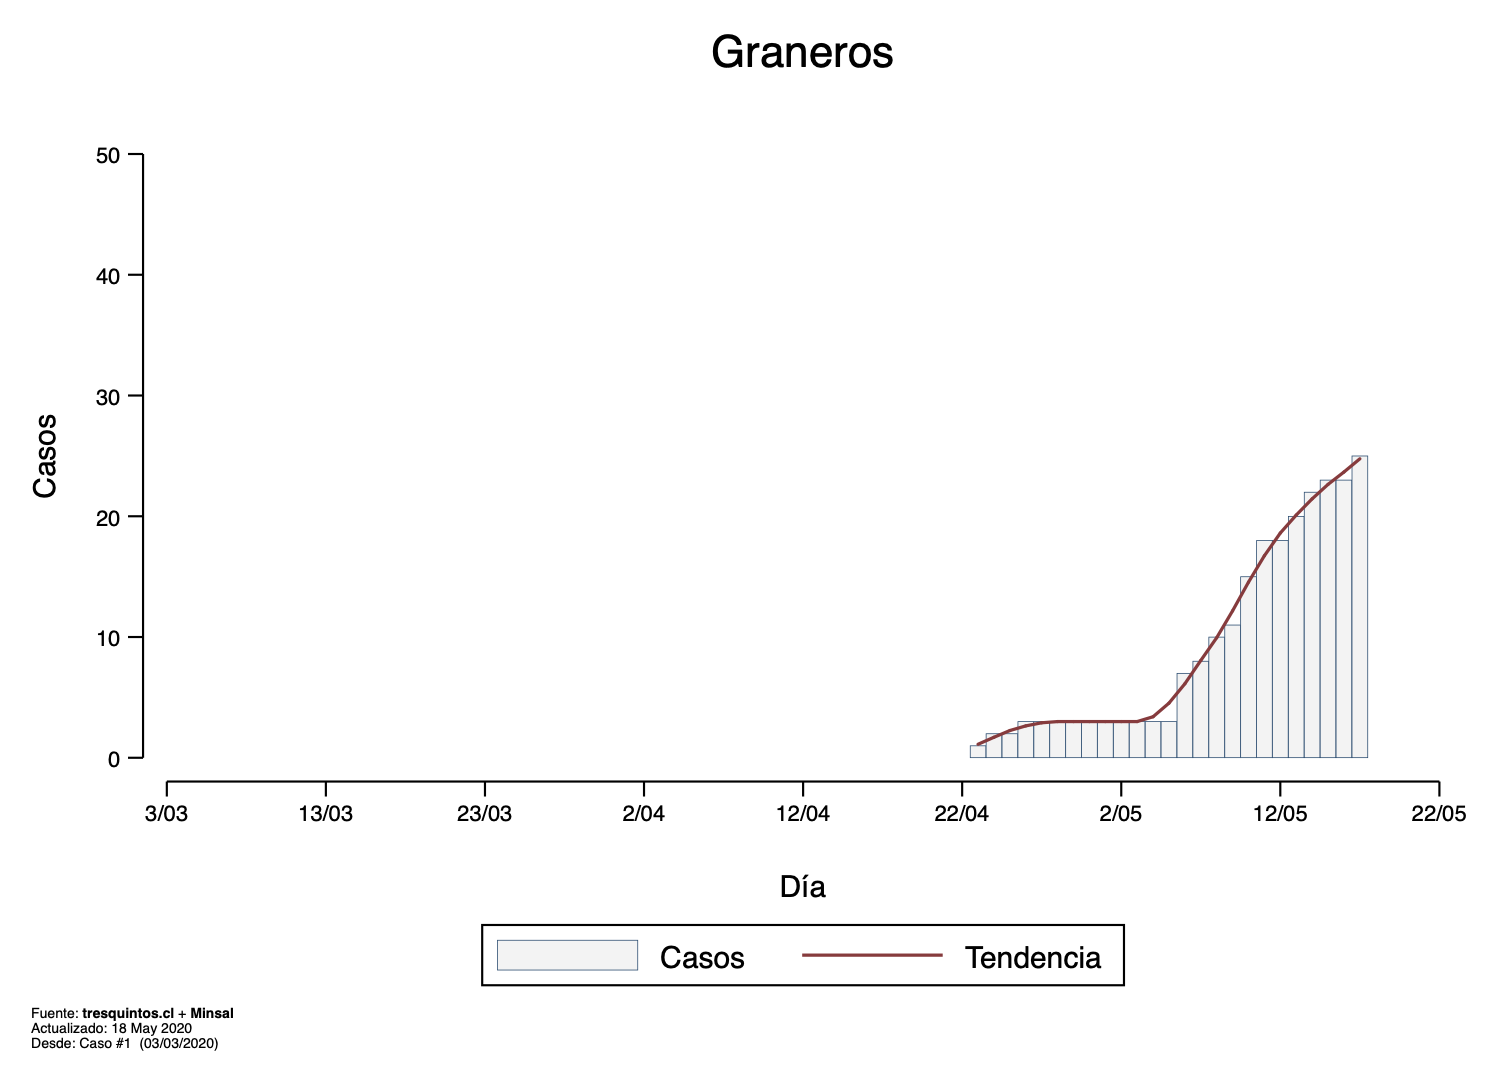 Graneros
50
40
30
20
10
0
Casos
3/03 13/03 23/03 2/04 12/04 22/04 2/05 12/05 22/05
Día
Casos Tendencia
Fuente: tresquintos.cl + Minsal
Actualizado: 18 May 2020
Desde: Caso #1 (03/03/2020)